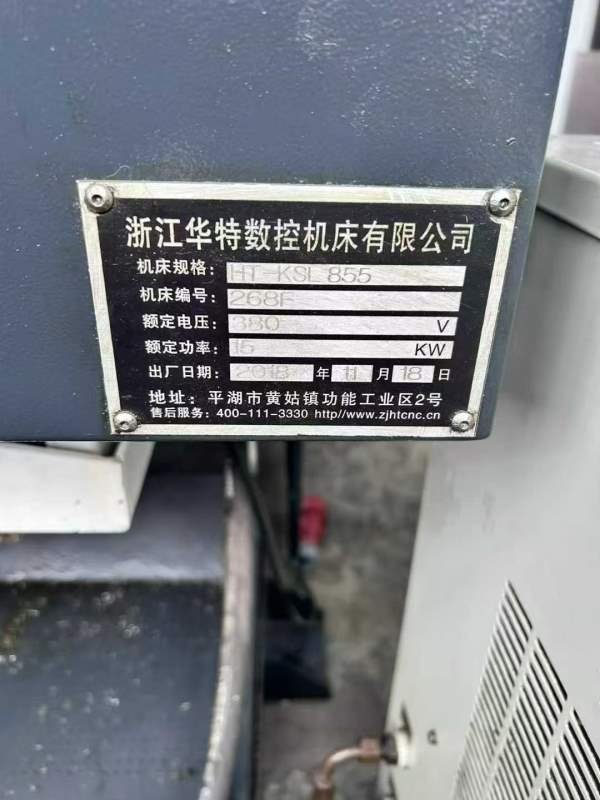 浙江华特数控机床有限公司
机床规格: HT-KSL 855
机床编号: 268F
额定电压: 380 V
额定功率: 15 KW
出厂日期: 2018 年 11 月 18 日
地址: 平湖市黄姑镇功能工业区2号
售后服务: 400-111-3330 http//www.zjhtcnc.cn